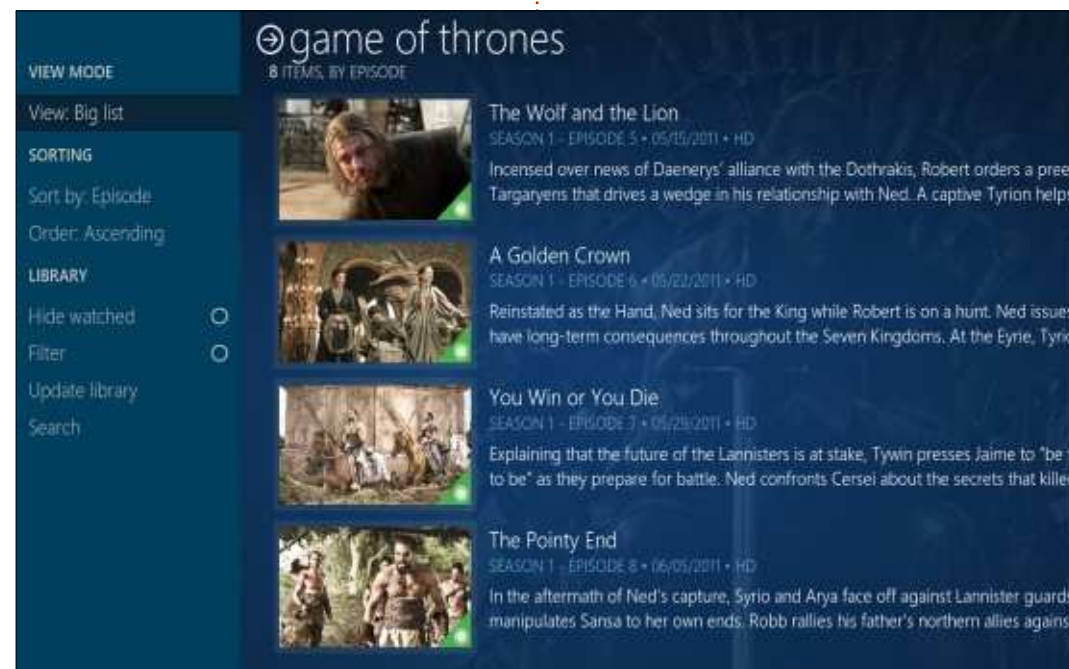 game of thrones
8 ITEMS, BY EPISODE
VIEW MODE
View: Big list
SORTING
Sort by: Episode
Order: Ascending
LIBRARY
Hide watched
Filter
Update library
Search
The Wolf and the Lion
SEASON 1 - EPISODE 5 • 05/15/2011 • HD
Incensed over news of Daenerys' alliance with the Dothrakis, Robert orders a pree
Targaryens that drives a wedge in his relationship with Ned. A captive Tyrion helps
A Golden Crown
SEASON 1 - EPISODE 6 • 05/22/2011 • HD
Reinstated as the Hand, Ned sits for the King while Robert is on a hunt. Ned issues
have long-term consequences throughout the Seven Kingdoms. At the Eyrie, Tyrio
You Win or You Die
SEASON 1 - EPISODE 7 • 05/29/2011 • HD
Explaining that the future of the Lannisters is at stake, Tywin presses Jaime to "be
to be" as they prepare for battle. Ned confronts Cersei about the secrets that kille
The Pointy End
SEASON 1 - EPISODE 8 • 06/05/2011 • HD
In the aftermath of Ned's capture, Syrio and Arya face off against Lannister guards
manipulates Sansa to her own ends. Robb rallies his father's northern allies agains